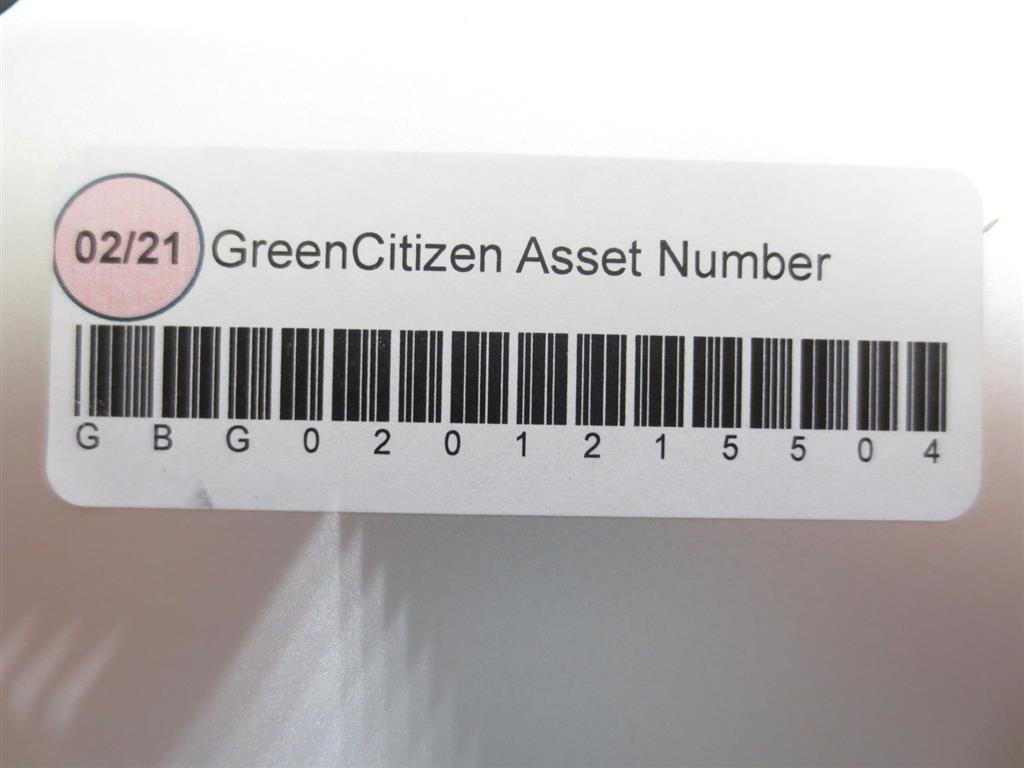 02/21 GreenCitizen Asset Number
G B G 0 2 0 1 2 1 5 5 0 4